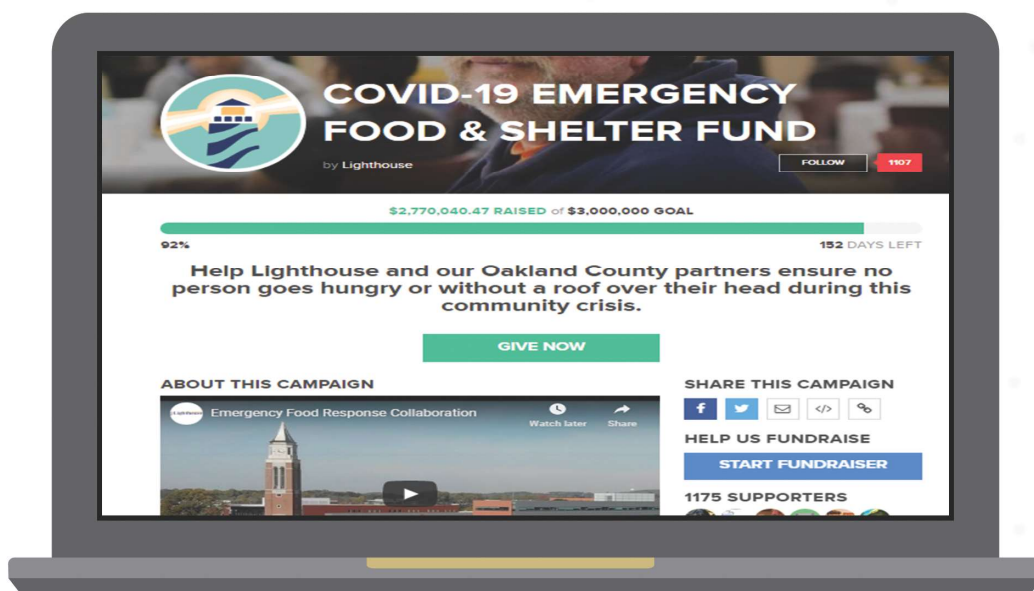 COVID-19 EMERGENCY
FOOD & SHELTER FUND
by Lighthouse
FOLLOW
1107
$2,770,040.47 RAISED of $3,000,000 GOAL
92%
152 DAYS LEFT
Help Lighthouse and our Oakland County partners ensure no
person goes hungry or without a roof over their head during this
community crisis.
GIVE NOW
ABOUT THIS CAMPAIGN
Emergency Food Response Collaboration
Watch later
Share
SHARE THIS CAMPAIGN
HELP US FUNDRAISE
START FUNDRAISER
1175 SUPPORTERS